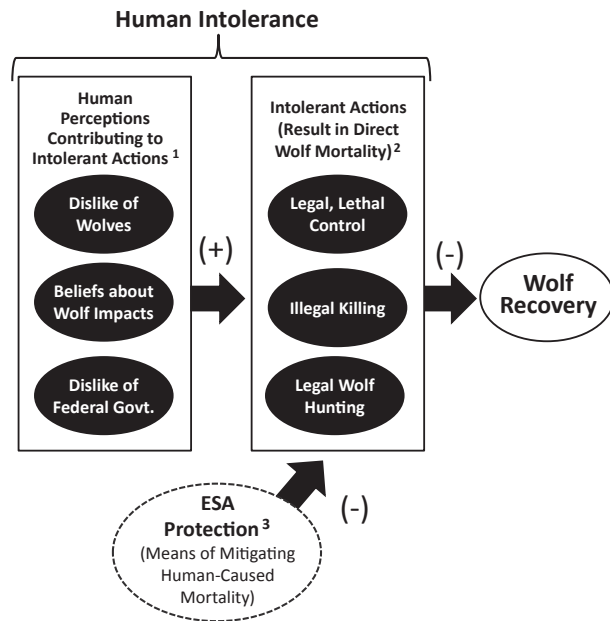 Human Intolerance
Human
Perceptions
Contributing to
Intolerant Actions 1
Dislike of
Wolves
Beliefs about
Wolf Impacts
Dislike of
Federal Govt.
(+)
Intolerant Actions
(Result in Direct
Wolf Mortality)2
Legal, Lethal
Control
Illegal Killing
Legal Wolf
Hunting
(-)
Wolf
Recovery
ESA
Protection3
(Means of Mitigating
Human-Caused
Mortality)
(-)